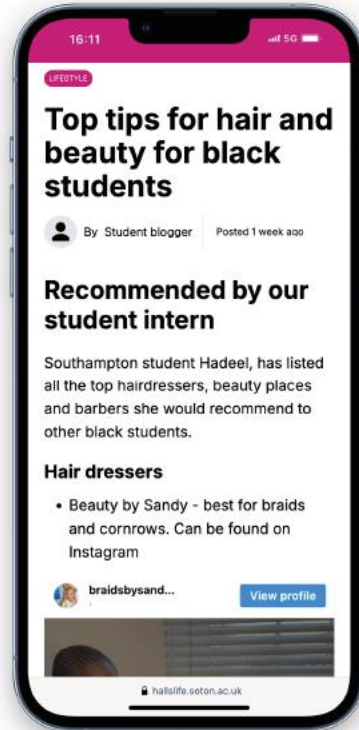 16:11
5G
LIFESTYLE
Top tips for hair and
beauty for black
students
By Student blogger
Posted 1 week ago
Recommended by our
student intern
Southampton student Hadeel, has listed
all the top hairdressers, beauty places
and barbers she would recommend to
other black students.
Hair dressers
• Beauty by Sandy - best for braids
and cornrows. Can be found on
Instagram
braidsbysand...
View profile
hallslife.soton.ac.uk